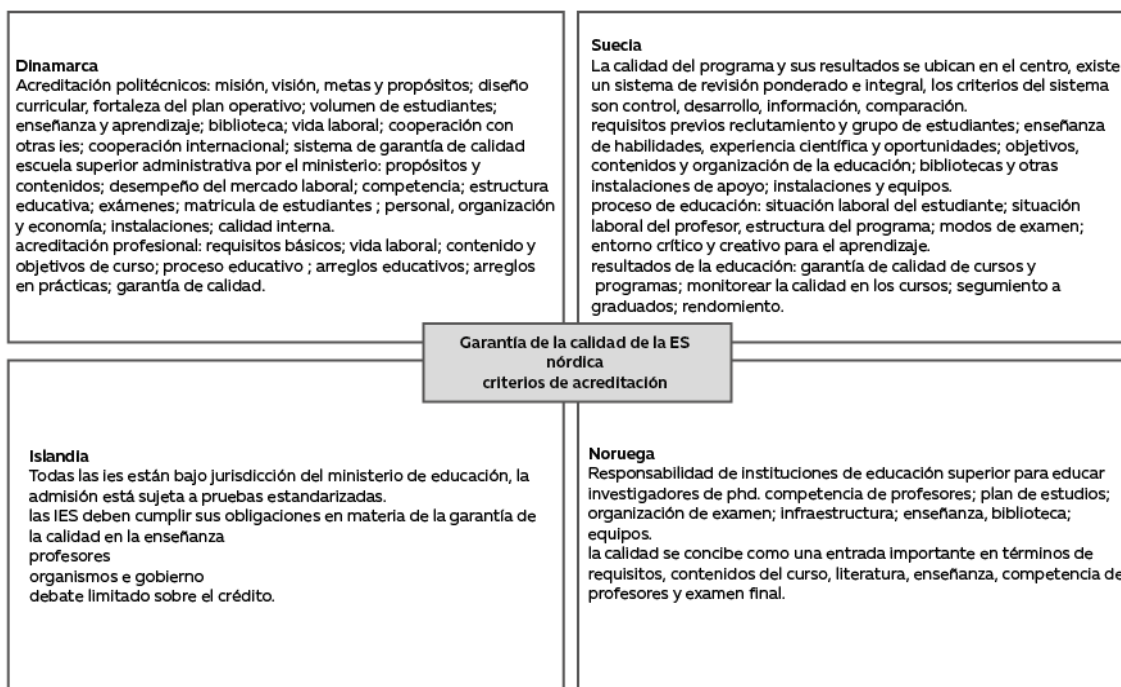 Dinamarca
Acreditación politécnicos: misión, visión, metas y propósitos; diseño
curricular, fortaleza del plan operativo; volumen de estudiantes;
enseñanza y aprendizaje; biblioteca; vida laboral; cooperación con
otras ies; cooperación internacional; sistema de garantía de calidad
escuela superior administrativa por el ministerio: propósitos y
contenidos; desempeño del mercado laboral; competencia; estructura
educativa; exámenes; matricula de estudiantes ; personal, organización
y economía; instalaciones; calidad interna.
acreditación profesional: requisitos básicos; vida laboral; contenido y
objetivos de curso; proceso educativo ; arreglos educativos; arreglos
en prácticas; garantía de calidad.
Suecia
La calidad del programa y sus resultados se ubican en el centro, existe
un sistema de revisión ponderado e integral, los criterios del sistema
son control, desarrollo, información, comparación.
requisitos previos reclutamiento y grupo de estudiantes; enseñanza
de habilidades, experiencia científica y oportunidades; objetivos,
contenidos y organización de la educación; bibliotecas y otras
instalaciones de apoyo; instalaciones y equipos.
proceso de educación: situación laboral del estudiante; situación
laboral del profesor, estructura del programa; modos de examen;
entorno crítico y creativo para el aprendizaje.
resultados de la educación: garantía de calidad de cursos y
programas; monitorear la calidad en los cursos; segumiento a
graduados; rendimiento.
Garantía de la calidad de la ES
nórdica
criterios de acreditación
Islandia
Todas las ies están bajo jurisdicción del ministerio de educación, la
admisión está sujeta a pruebas estandarizadas.
las IES deben cumplir sus obligaciones en materia de la garantía de
la calidad en la enseñanza
profesores
organismos e gobierno
debate limitado sobre el crédito.
Noruega
Responsabilidad de instituciones de educación superior para educar
investigadores de phd. competencia de profesores; plan de estudios;
organización de examen; infraestructura; enseñanza, biblioteca;
equipos.
la calidad se concibe como una entrada importante en términos de
requisitos, contenidos del curso, literatura, enseñanza, competencia de
profesores y examen final.